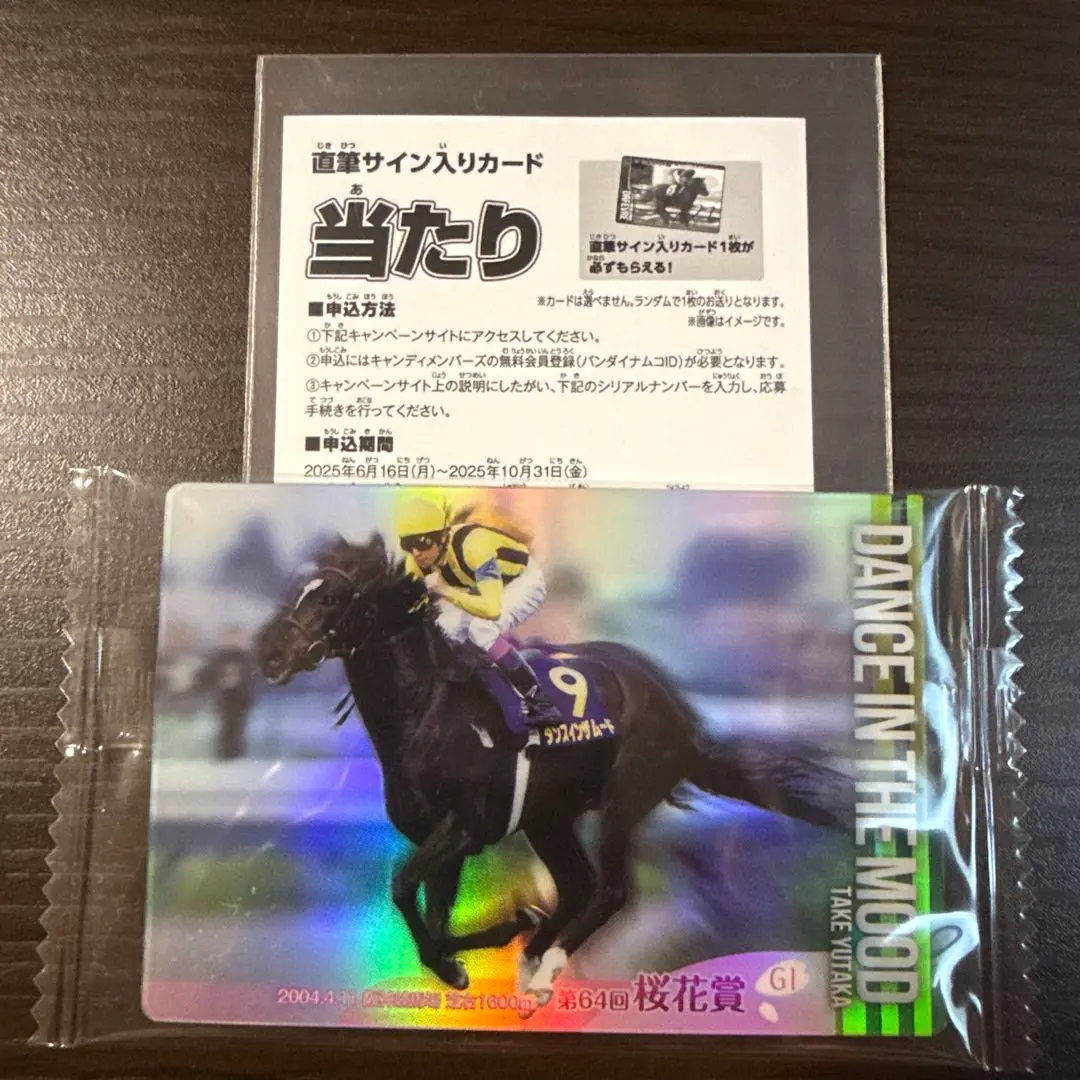 直筆サイン入りカード
当たり
直筆サイン入りカード1枚が
必ずもらえる!
※カードは選べません。ランダムで1枚のお送りとなります。
※画像はイメージです。
■申込方法
①下記キャンペーンサイトにアクセスしてください。
②申込にはキャンディメンバーズの無料会員登録(バンダイナムコID)が必要となります。
③キャンペーンサイト上の説明にしたがい、下記のシリアルナンバーを入力し、応募
手続きを行ってください。
■申込期間
2025年6月16日(月)~2025年10月31日(金)
DANCE IN THE MOOD
TAKE YUTAKA
9
ダンスインザムード
2004.4.11 阪神競馬場 芝右1600m 第64回 桜花賞 GI